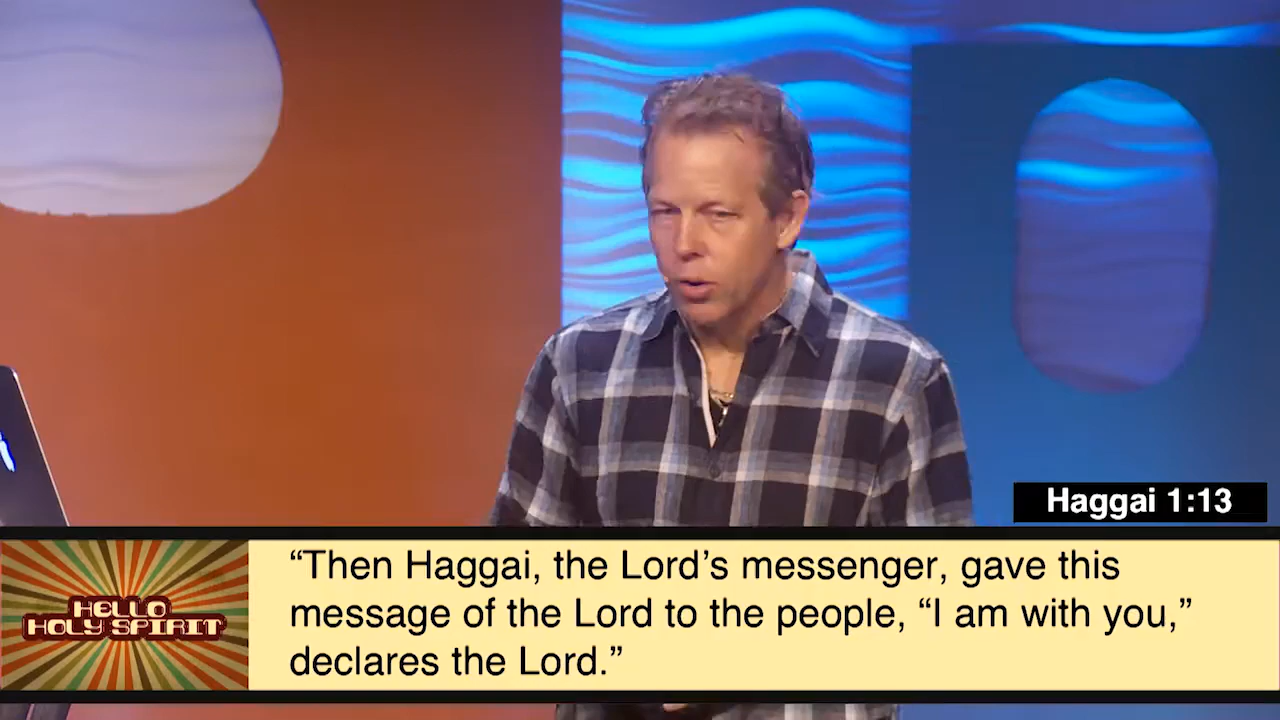 Haggai 1:13
“Then Haggai, the Lord’s messenger, gave this
message of the Lord to the people, “I am with you,”
declares the Lord.”
HELLO
HOLY SPIRIT